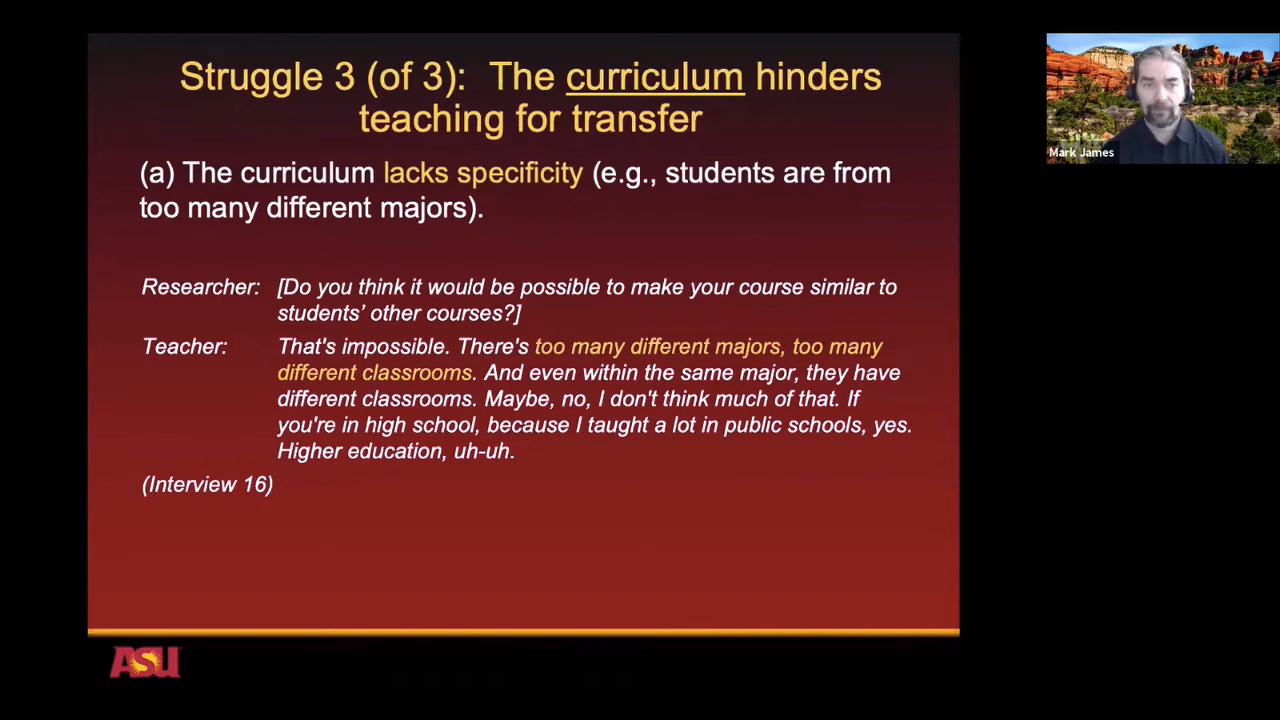 Struggle 3 (of 3):  The curriculum hinders
teaching for transfer
(a) The curriculum lacks specificity (e.g., students are from
too many different majors).
Researcher: [Do you think it would be possible to make your course similar to
students’ other courses?]
Teacher: That's impossible. There's too many different majors, too many
different classrooms. And even within the same major, they have
different classrooms. Maybe, no, I don't think much of that. If
you're in high school, because I taught a lot in public schools, yes.
Higher education, uh-uh.
(Interview 16)
ASU
Mark James